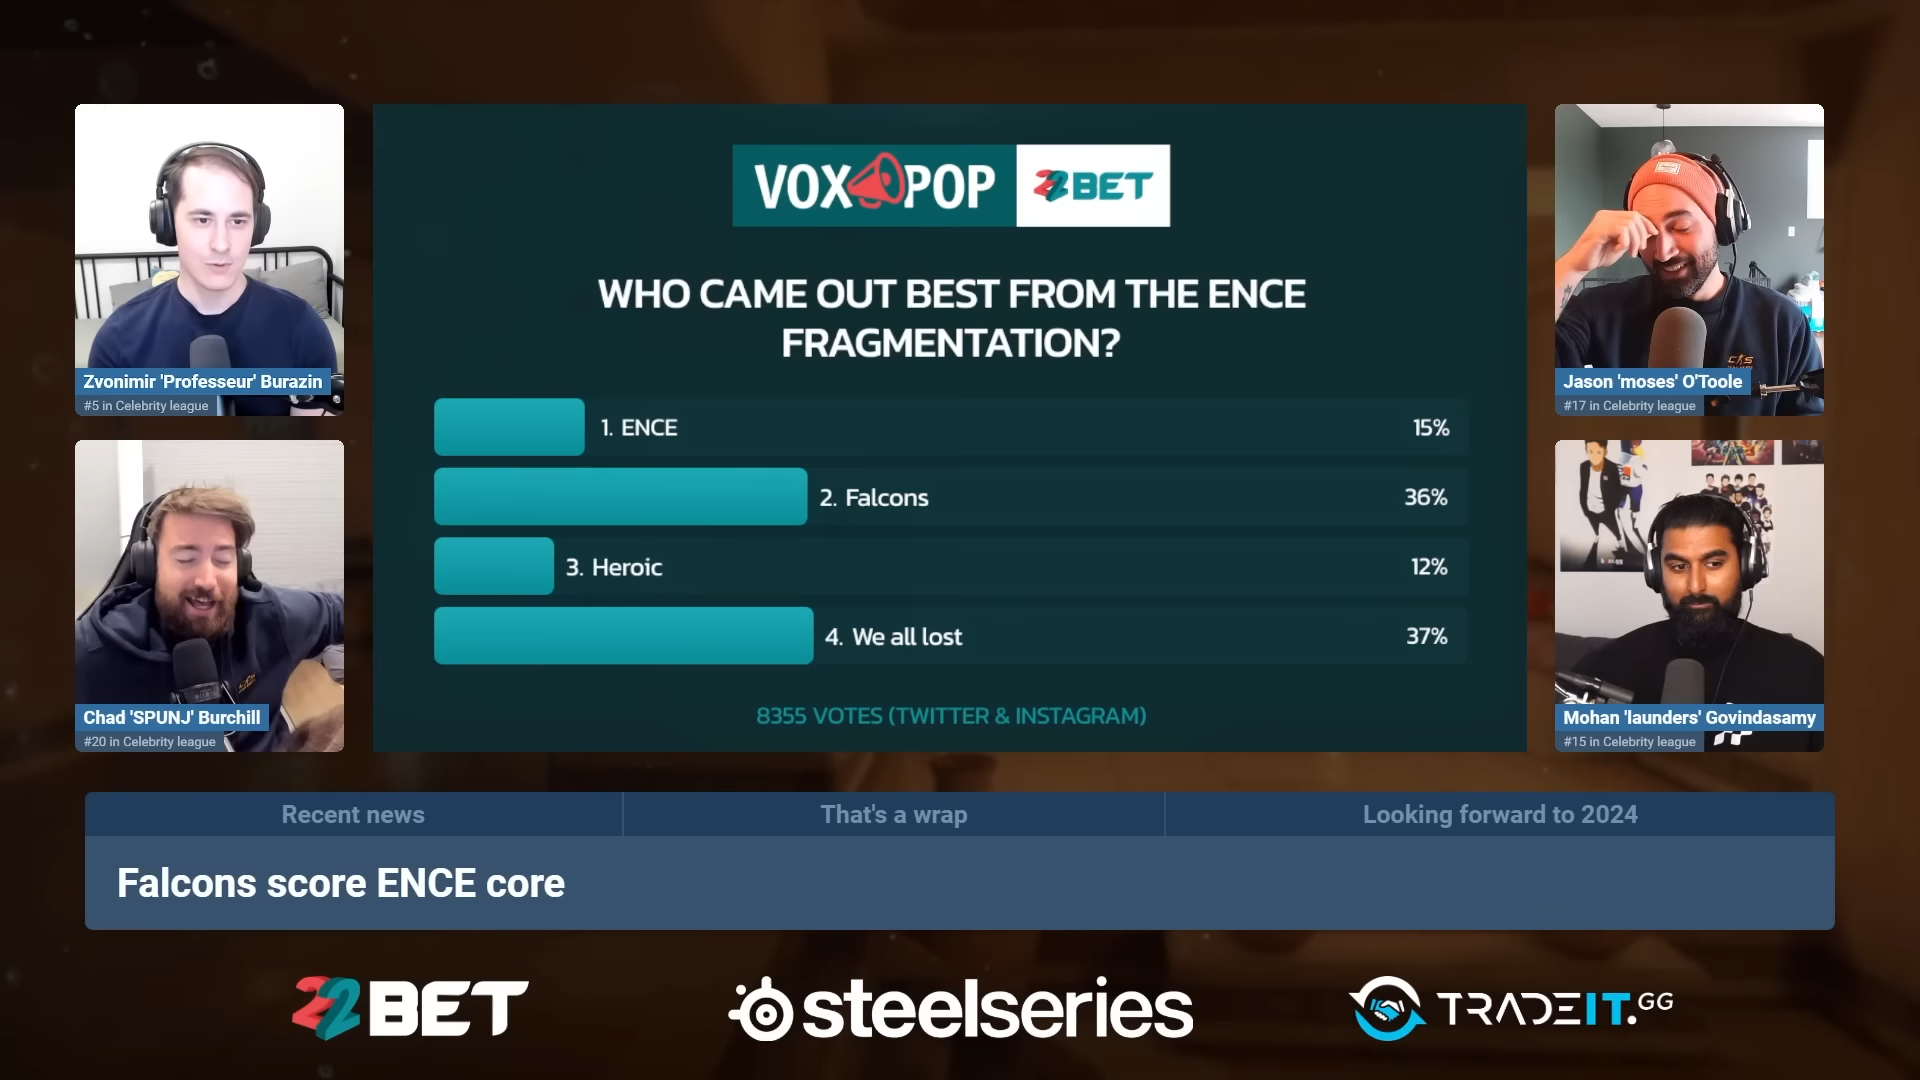 VOX POP 22BET
WHO CAME OUT BEST FROM THE ENCE
FRAGMENTATION?
1. ENCE 15%
2. Falcons 36%
3. Heroic 12%
4. We all lost 37%
8355 VOTES (TWITTER & INSTAGRAM)
Zvonimir 'Professeur' Burazin
#5 in Celebrity league
Chad 'SPUNJ' Burchill
#20 in Celebrity league
Jason 'moses' O'Toole
#17 in Celebrity league
Mohan 'launders' Govindasamy
#15 in Celebrity league
Recent news
That's a wrap
Looking forward to 2024
Falcons score ENCE core
22BET
steelseries
TRADEIT.GG